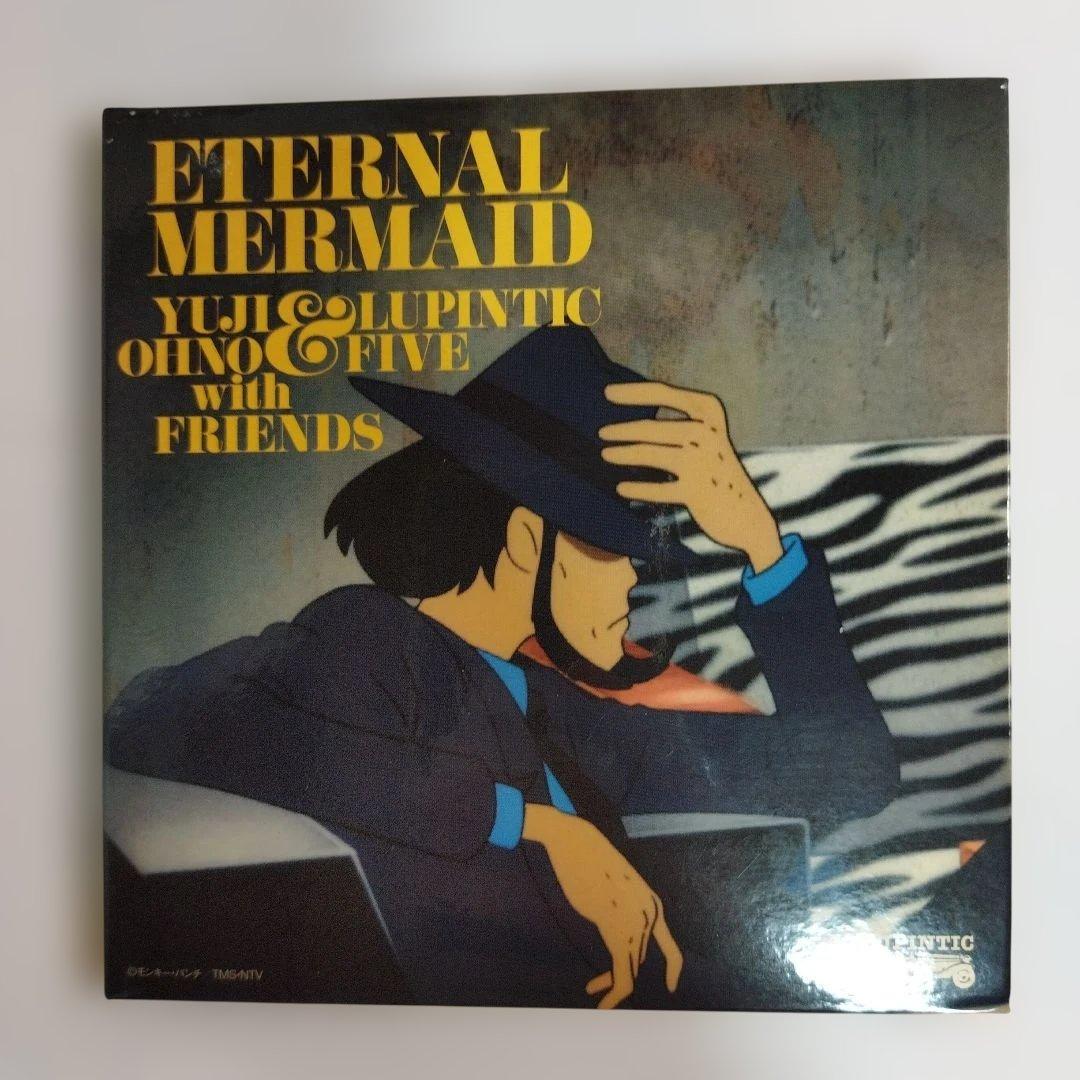 ETERNAL
MERMAID
YUJI & LUPINTIC
OHNO FIVE
with
FRIENDS
©モンキー・パンチ TMS・NTV